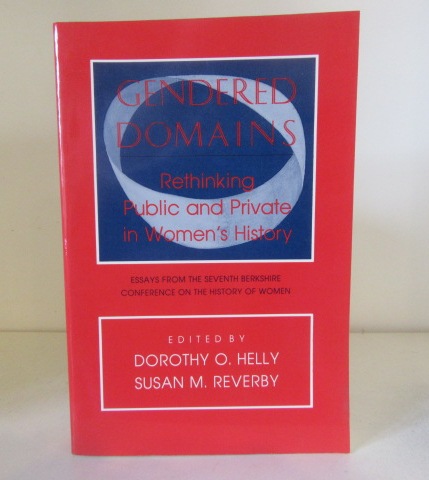 GENDERED
DOMAINS
Rethinking
Public and Private
in Women's History
ESSAYS FROM THE SEVENTH BERKSHIRE
CONFERENCE ON THE HISTORY OF WOMEN
EDITED BY
DOROTHY O. HELLY
SUSAN M. REVERBY